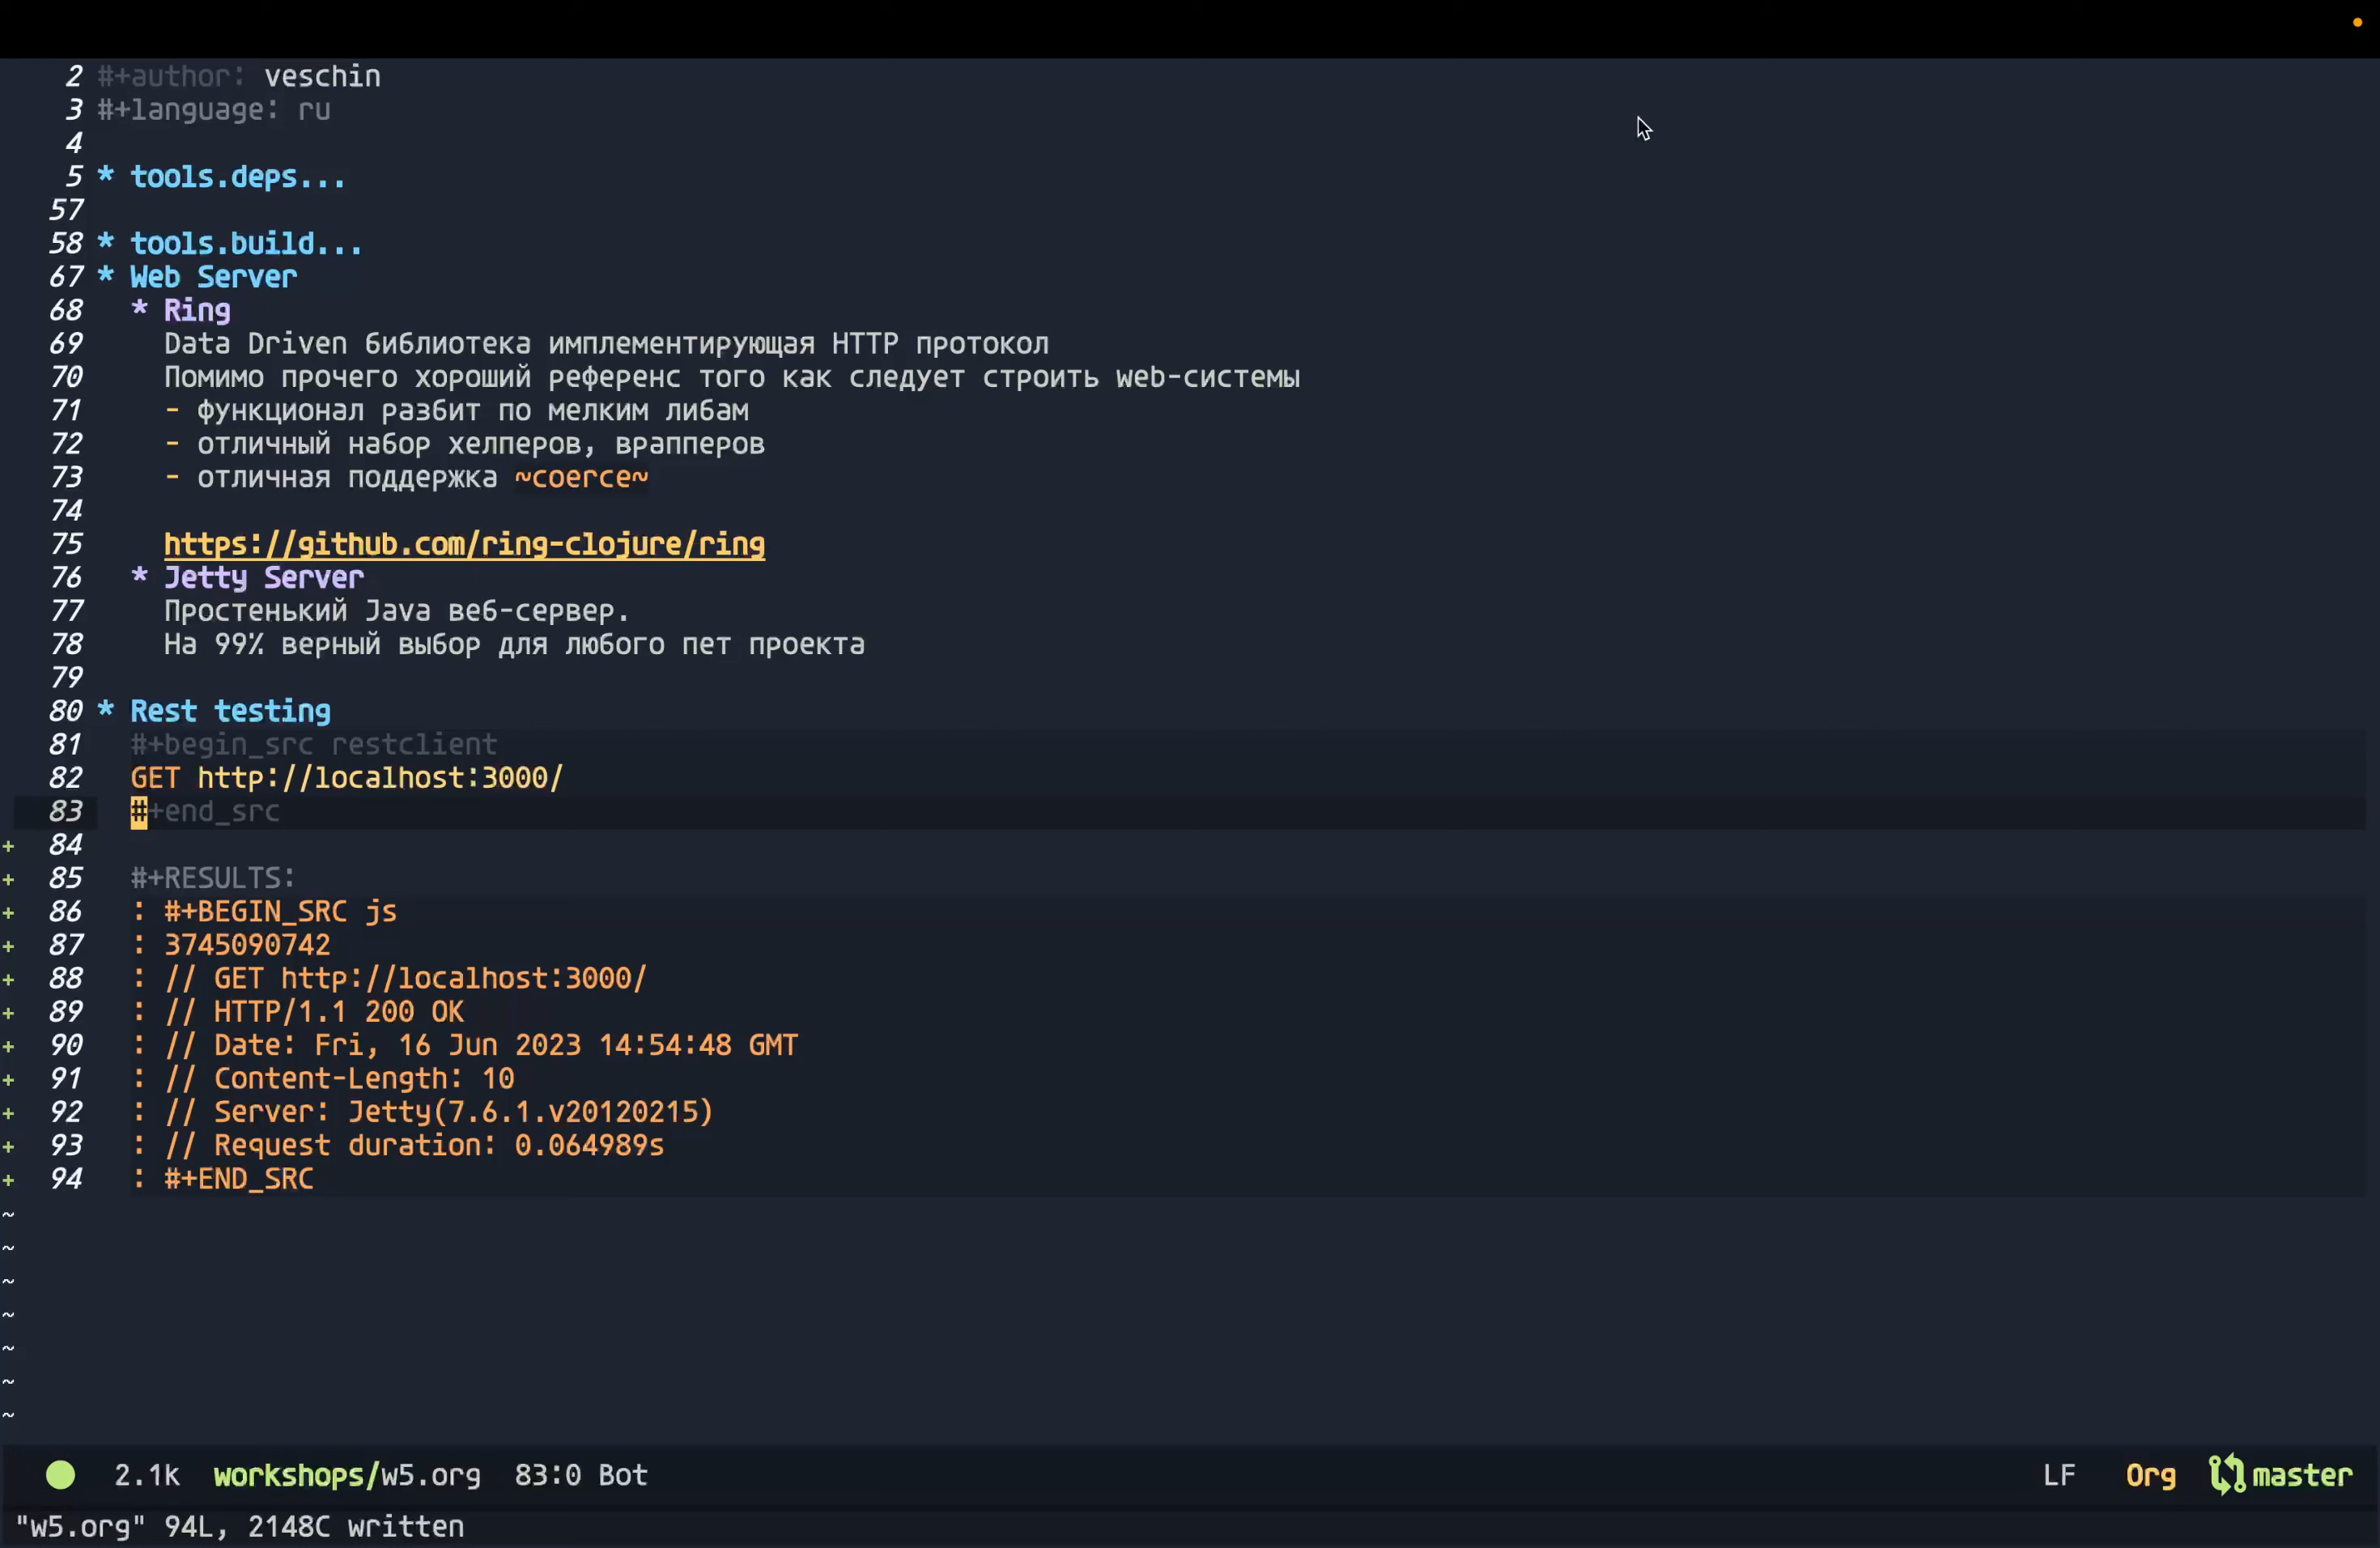 2 #+author: veschin
3 #+language: ru
4
5 * tools.deps...
57
58 * tools.build...
67 * Web Server
68 * Ring
69 Data Driven библиотека имплементирующая HTTP протокол
70 Помимо прочего хороший референс того как следует строить web-системы
71 - функционал разбит по мелким либам
72 - отличный набор хелперов, врапперов
73 - отличная поддержка ~coerce~
74
75 https://github.com/ring-clojure/ring
76 * Jetty Server
77 Простенький Java веб-сервер.
78 На 99% верный выбор для любого пет проекта
79
80 * Rest testing
81 #+begin_src restclient
82 GET http://localhost:3000/
83 #+end_src
+ 84
+ 85 #+RESULTS:
+ 86 : #+BEGIN_SRC js
+ 87 : 3745090742
+ 88 : // GET http://localhost:3000/
+ 89 : // HTTP/1.1 200 OK
+ 90 : // Date: Fri, 16 Jun 2023 14:54:48 GMT
+ 91 : // Content-Length: 10
+ 92 : // Server: Jetty(7.6.1.v20120215)
+ 93 : // Request duration: 0.064989s
+ 94 : #+END_SRC
~
~
~
~
~
~
~
2.1k workshops/w5.org 83:0 Bot LF Org master
"w5.org" 94L, 2148C written